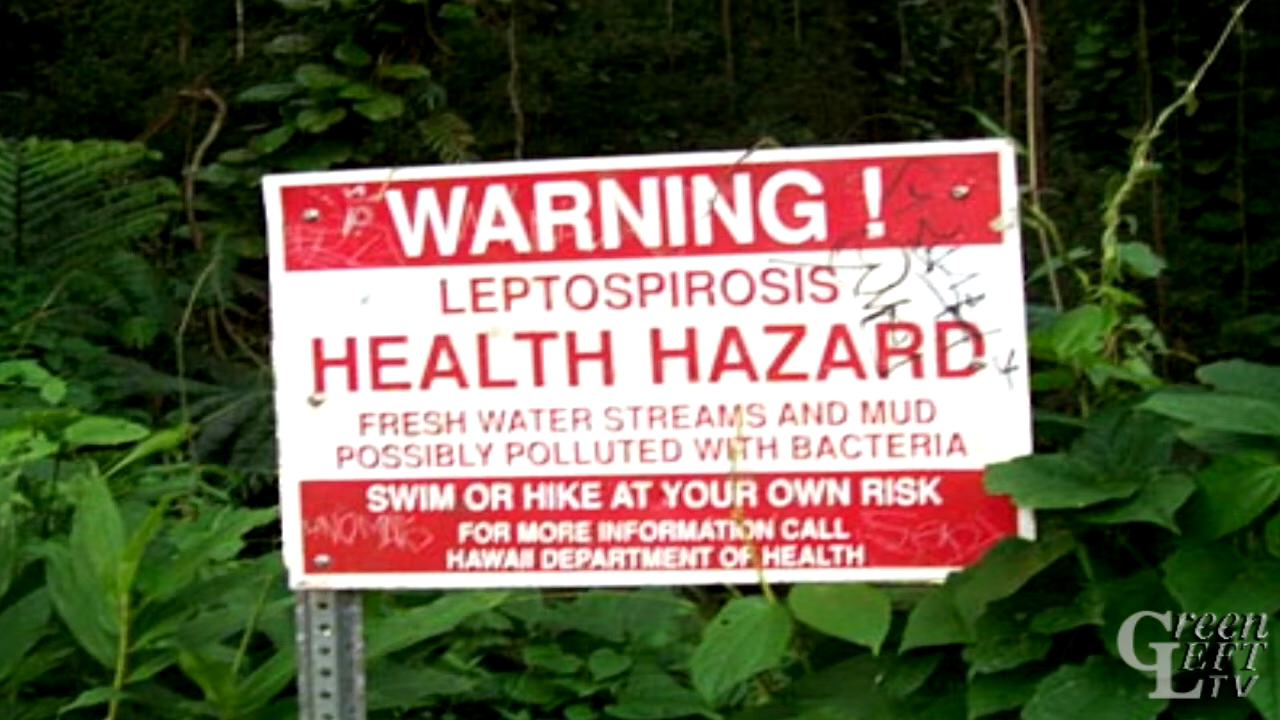 WARNING !
LEPTOSPIROSIS
HEALTH HAZARD
FRESH WATER STREAMS AND MUD
POSSIBLY POLLUTED WITH BACTERIA
SWIM OR HIKE AT YOUR OWN RISK
FOR MORE INFORMATION CALL
HAWAII DEPARTMENT OF HEALTH
Green
LEFT
TV